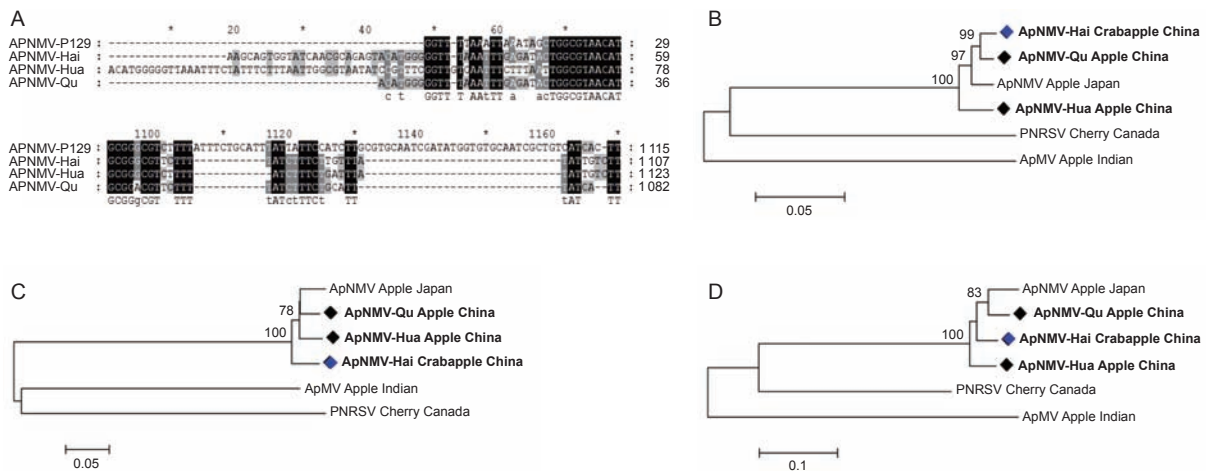 A
* 20 * 40 * 60 *
APNMV-P129 : 29
APNMV-Hai : 59
APNMV-Hua : 78
APNMV-Qu : 36
c t GGTT T AAtTT a acTGGCGTAACAT
1100 * 1120 * 1140 * 1160 *
APNMV-P129 : : 1 115
APNMV-Hai : : 1 107
APNMV-Hua : : 1 123
APNMV-Qu : : 1 082
GCGGgCGT TTT tATCtTTCt TT tAT TT
B
99
ApNMV-Hai Crabapple China
97
ApNMV-Qu Apple China
100
ApNMV Apple Japan
ApNMV-Hua Apple China
PNRSV Cherry Canada
ApMV Apple Indian
0.05
C
ApNMV Apple Japan
78
ApNMV-Qu Apple China
100
ApNMV-Hua Apple China
ApNMV-Hai Crabapple China
ApMV Apple Indian
PNRSV Cherry Canada
0.05
D
83
ApNMV Apple Japan
ApNMV-Qu Apple China
100
ApNMV-Hai Crabapple China
ApNMV-Hua Apple China
PNRSV Cherry Canada
ApMV Apple Indian
0.1